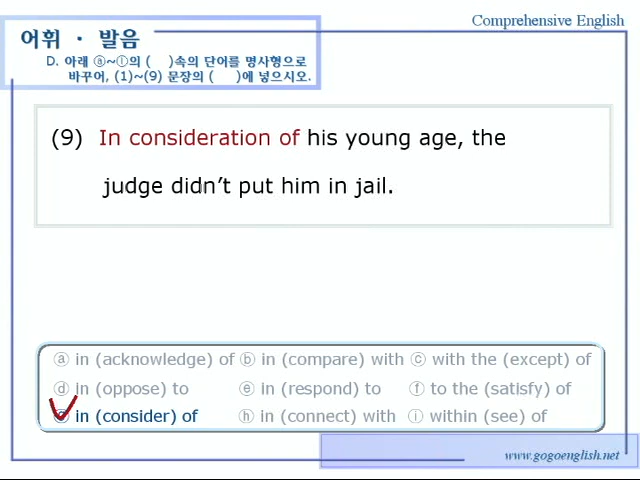 Comprehensive English
어휘 · 발음
D. 아래 ⓐ~ⓘ의 (    )속의 단어를 명사형으로
바꾸어, (1)~(9) 문장의 (    )에 넣으시오.
(9) In consideration of his young age, the
judge didn't put him in jail.
ⓐ in (acknowledge) of ⓑ in (compare) with ⓒ with the (except) of
ⓓ in (oppose) to ⓔ in (respond) to ⓕ to the (satisfy) of
in (consider) of ⓗ in (connect) with ⓘ within (see) of
www.gogoenglish.net